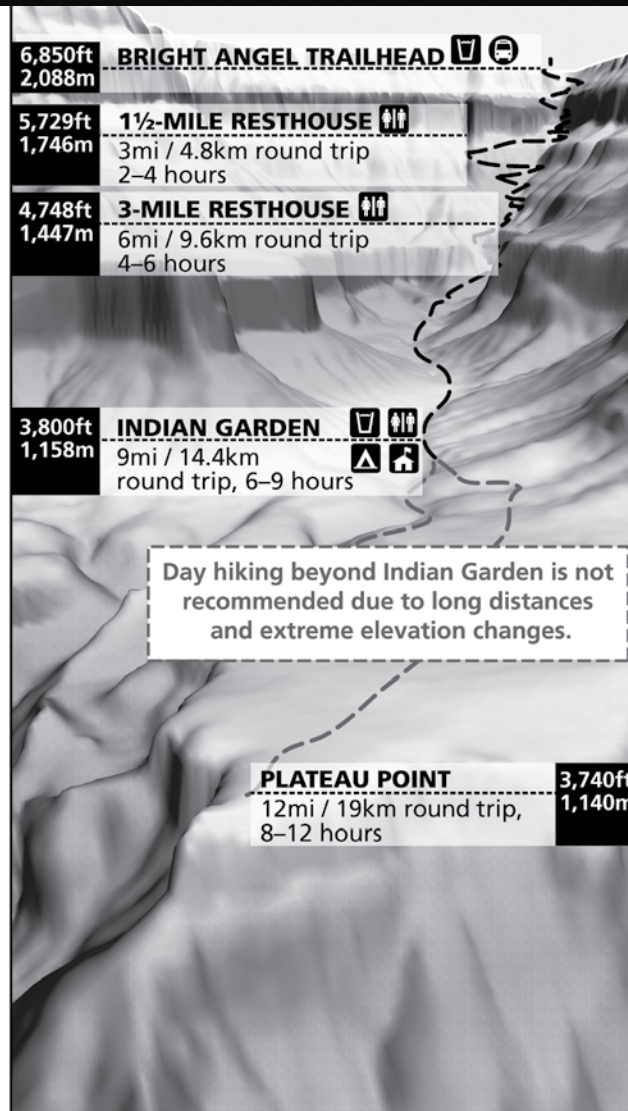 6,850ft
2,088m
BRIGHT ANGEL TRAILHEAD
5,729ft
1,746m
1½-MILE RESTHOUSE
3mi / 4.8km round trip
2–4 hours
4,748ft
1,447m
3-MILE RESTHOUSE
6mi / 9.6km round trip
4–6 hours
3,800ft
1,158m
INDIAN GARDEN
9mi / 14.4km
round trip, 6–9 hours
Day hiking beyond Indian Garden is not
recommended due to long distances
and extreme elevation changes.
PLATEAU POINT
12mi / 19km round trip,
8–12 hours
3,740ft
1,140m